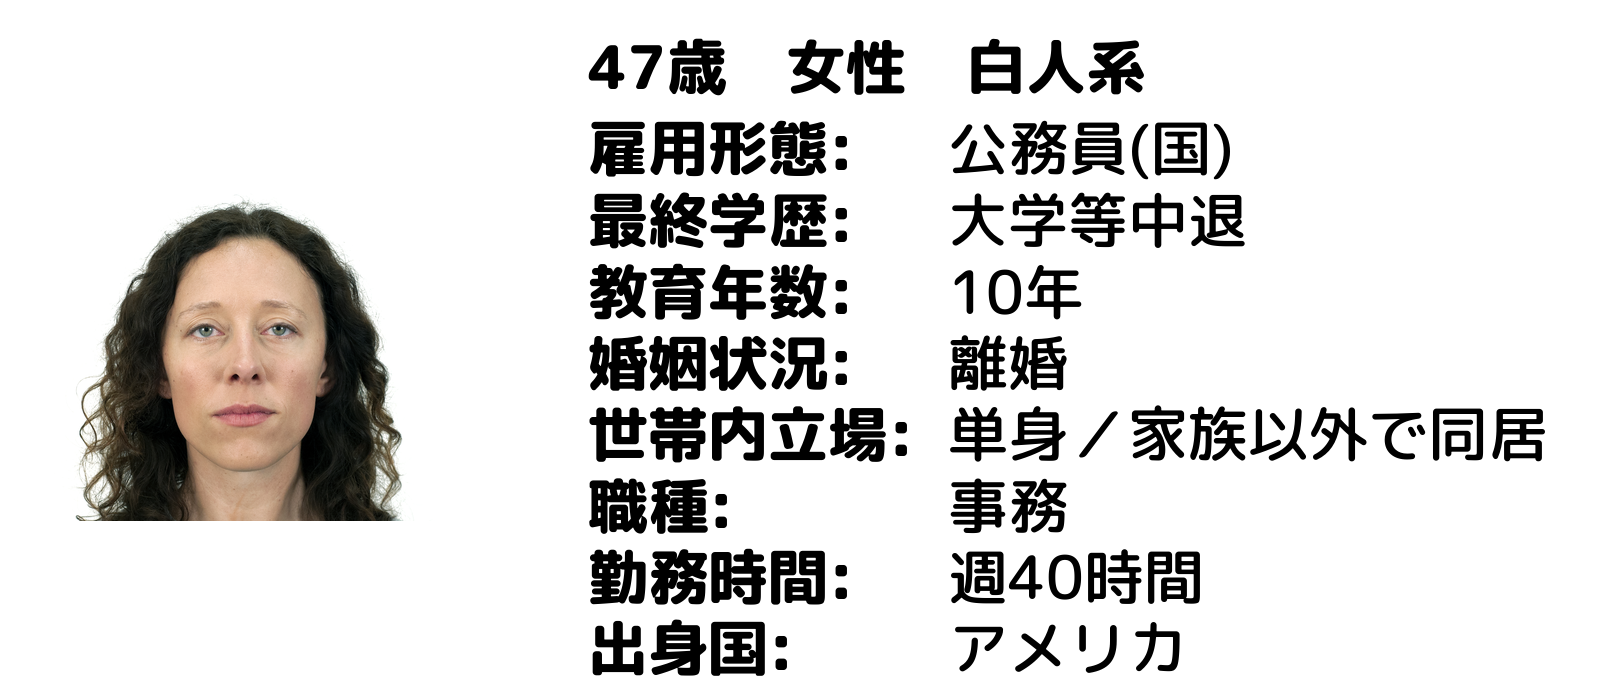 47歳　女性　白人系
雇用形態:　公務員(国)
最終学歴:　大学等中退
教育年数:　10年
婚姻状況:　離婚
世帯内立場:　単身／家族以外で同居
職種:　事務
勤務時間:　週40時間
出身国:　アメリカ